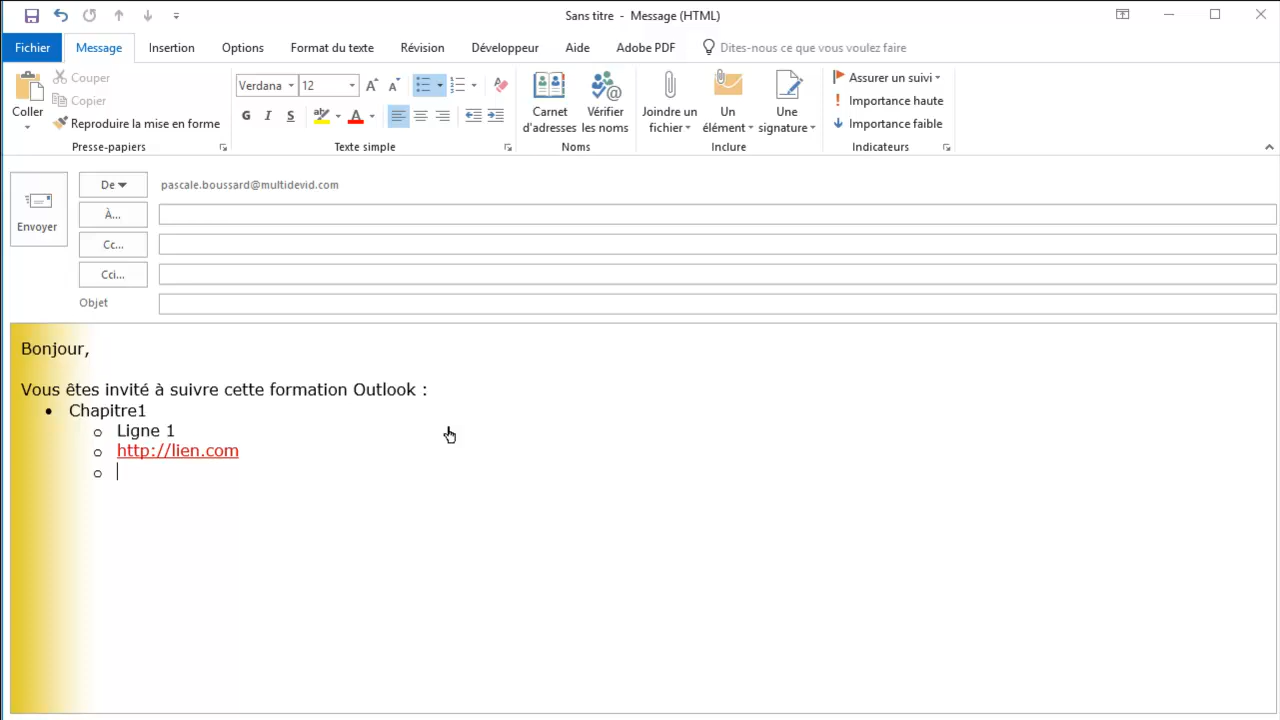 Sans titre - Message (HTML)
Fichier Message Insertion Options Format du texte Révision Développeur Aide Adobe PDF Dites-nous ce que vous voulez faire
Coller
Couper
Copier
Reproduire la mise en forme
Presse-papiers
Verdana 12
G I S
Texte simple
Carnet d'adresses
Vérifier les noms
Noms
Joindre un fichier
Un élément
Une signature
Inclure
Assurer un suivi
Importance haute
Importance faible
Indicateurs
Envoyer
De pascale.boussard@multidevid.com
À...
Cc...
Cci...
Objet
Bonjour,
Vous êtes invité à suivre cette formation Outlook :
• Chapitre1
o Ligne 1
o http://lien.com
o